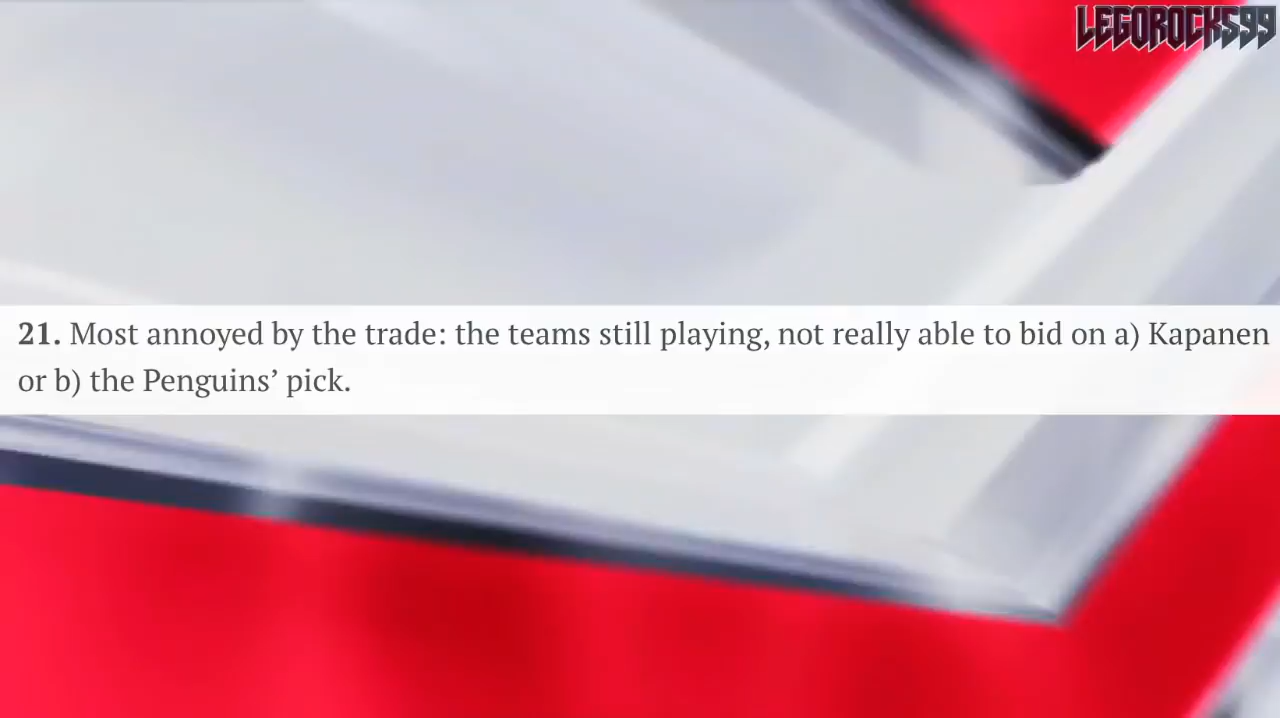 LEGOROCKS99
21. Most annoyed by the trade: the teams still playing, not really able to bid on a) Kapanen
or b) the Penguins’ pick.